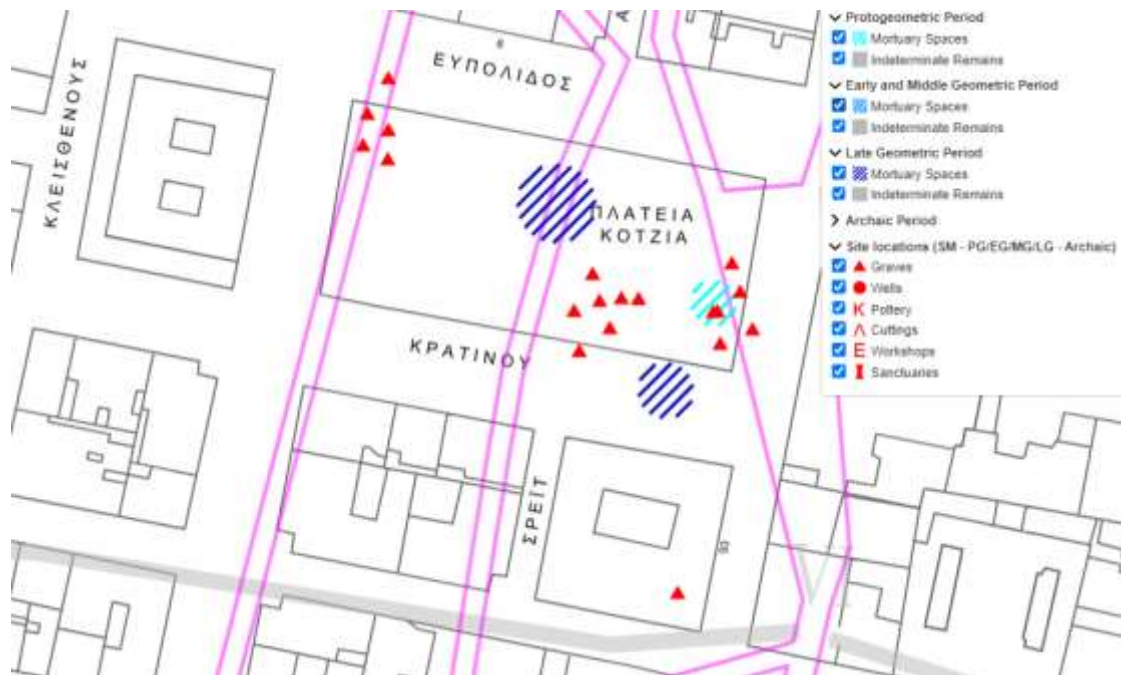 ΕΥΠΟΛΙΔΟΣ
ΚΛΕΙΣΘΕΝΟΥΣ
ΠΛΑΤΕΙΑ
ΚΟΤΖΙΑ
ΚΡΑΤΙΝΟΥ
ΣΡΕΪΤ
Protogeometric Period
Mortuary Spaces
Indeterminate Remains
Early and Middle Geometric Period
Mortuary Spaces
Indeterminate Remains
Late Geometric Period
Mortuary Spaces
Indeterminate Remains
Archaic Period
Site locations (SM - PG/EG/MG/LG - Archaic)
Graves
Wells
K Pottery
Cuttings
E Workshops
Sanctuaries